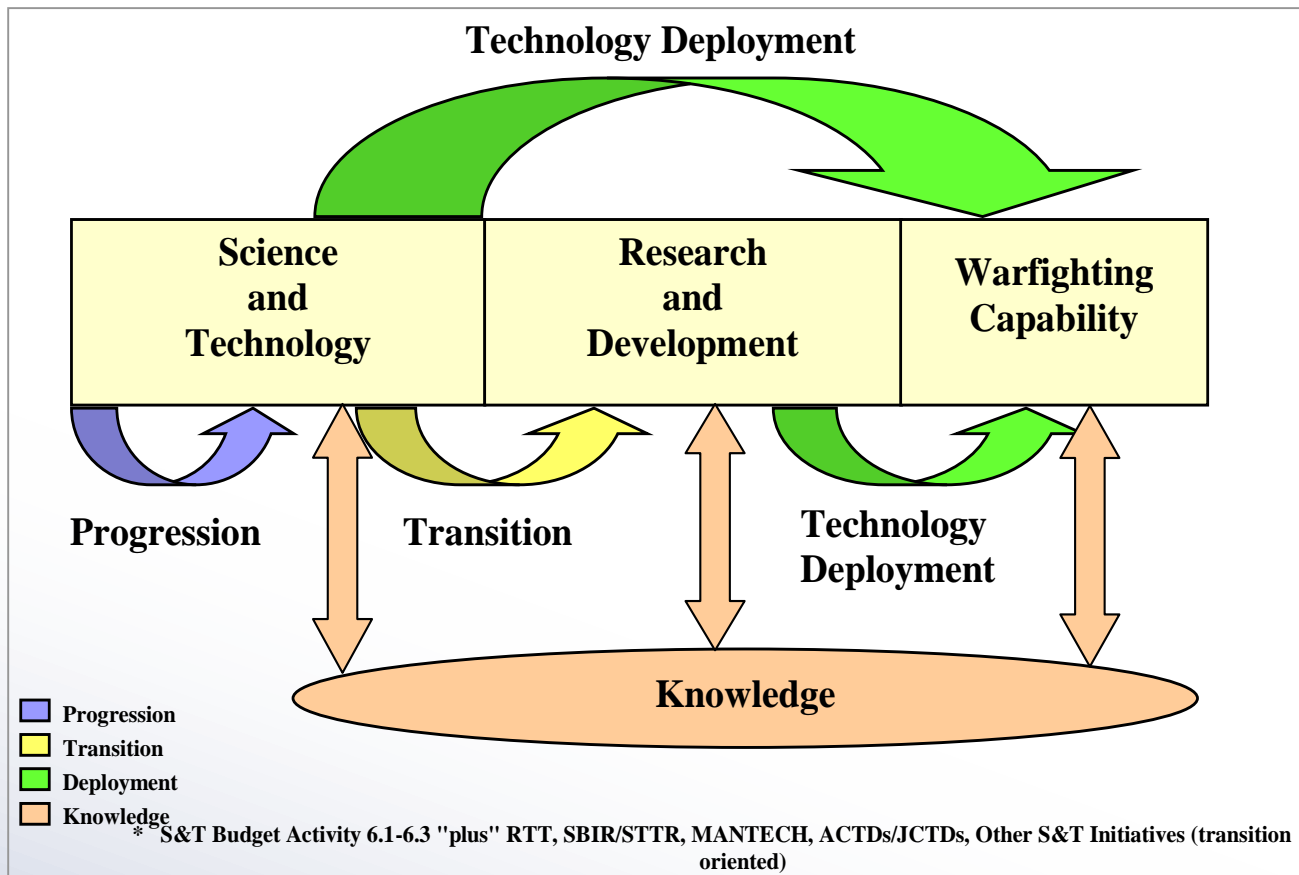 Technology Deployment
Science
and
Technology
Research
and
Development
Warfighting
Capability
Progression
Transition
Technology
Deployment
Knowledge
Progression
Transition
Deployment
Knowledge
* S&T Budget Activity 6.1-6.3 "plus" RTT, SBIR/STTR, MANTECH, ACTDs/JCTDs, Other S&T Initiatives (transition
oriented)